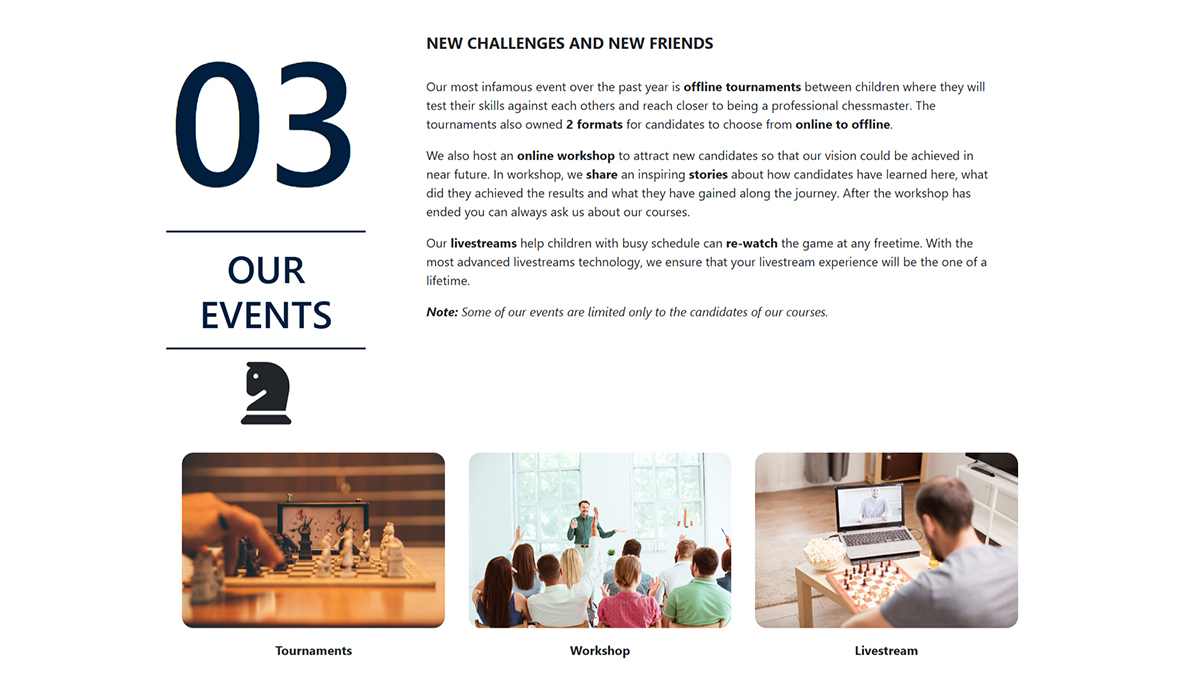 03
OUR
EVENTS
NEW CHALLENGES AND NEW FRIENDS
Our most infamous event over the past year is offline tournaments between children where they will
test their skills against each others and reach closer to being a professional chessmaster. The
tournaments also owned 2 formats for candidates to choose from online to offline.
We also host an online workshop to attract new candidates so that our vision could be achieved in
near future. In workshop, we share an inspiring stories about how candidates have learned here, what
did they achieved the results and what they have gained along the journey. After the workshop has
ended you can always ask us about our courses.
Our livestreams help children with busy schedule can re-watch the game at any freetime. With the
most advanced livestreams technology, we ensure that your livestream experience will be the one of a
lifetime.
Note: Some of our events are limited only to the candidates of our courses.
Tournaments
Workshop
Livestream